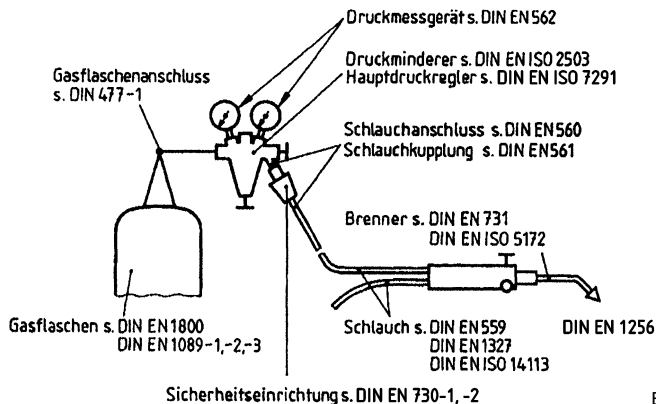 Druckmessgerät s. DIN EN 562
Druckminderer s. DIN EN ISO 2503
Hauptdruckregler s. DIN EN ISO 7291
Gasflaschenanschluss
s. DIN 477-1
Schlauchanschluss s. DIN EN 560
Schlauchkupplung s. DIN EN 561
Brenner s. DIN EN 731
DIN EN ISO 5172
Gasflaschen s. DIN EN 1800
DIN EN 1089-1,-2,-3
Schlauch s. DIN EN 559
DIN EN 1327
DIN EN ISO 14113
DIN EN 1256
Sicherheitseinrichtung s. DIN EN 730-1, -2